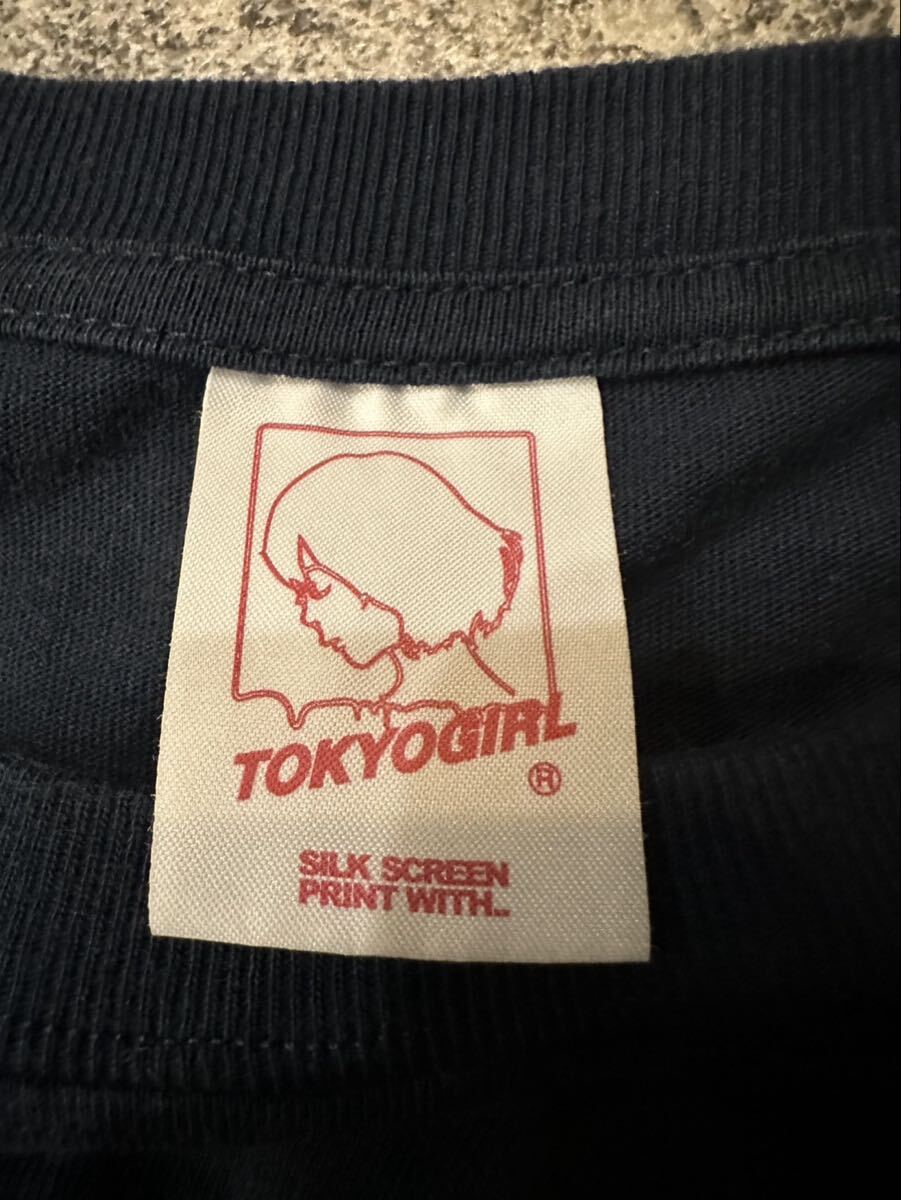 TOKYOGIRL
®
SILK SCREEN
PRINT WITH..